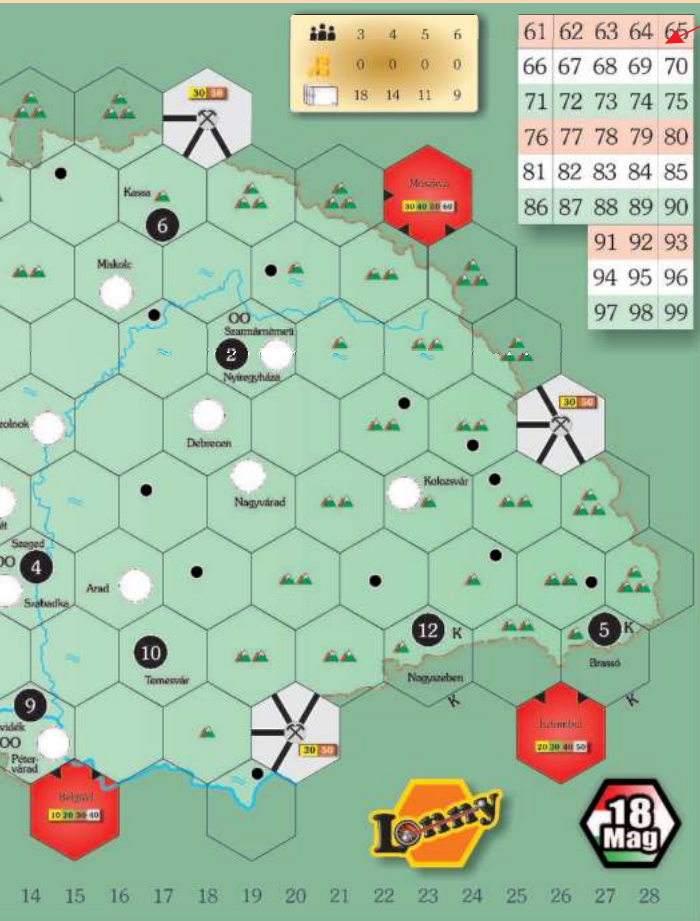 3 4 5 6
0 0 0 0
18 14 11 9
61 62 63 64 65
66 67 68 69 70
71 72 73 74 75
76 77 78 79 80
81 82 83 84 85
86 87 88 89 90
91 92 93
94 95 96
97 98 99
30 50
Kassa
6
Moszkva
30 40 50 60
Miskolc
OO
Szatmárnémeti
2
Nyíregyháza
30 50
zolnok
Debrecen
Nagyvárad
Kolozsvár
Szeged
OO
4
Szabadka
Arad
12 K
5 K
10
Temesvár
Nagyszeben
K
Brassó
K
9
vidék
OO
Péter-
várad
20 50
Isztambul
20 30 40 50
Belgrád
10 20 30 40
Lonny
18
Mag
14 15 16 17 18 19 20 21 22 23 24 25 26 27 28